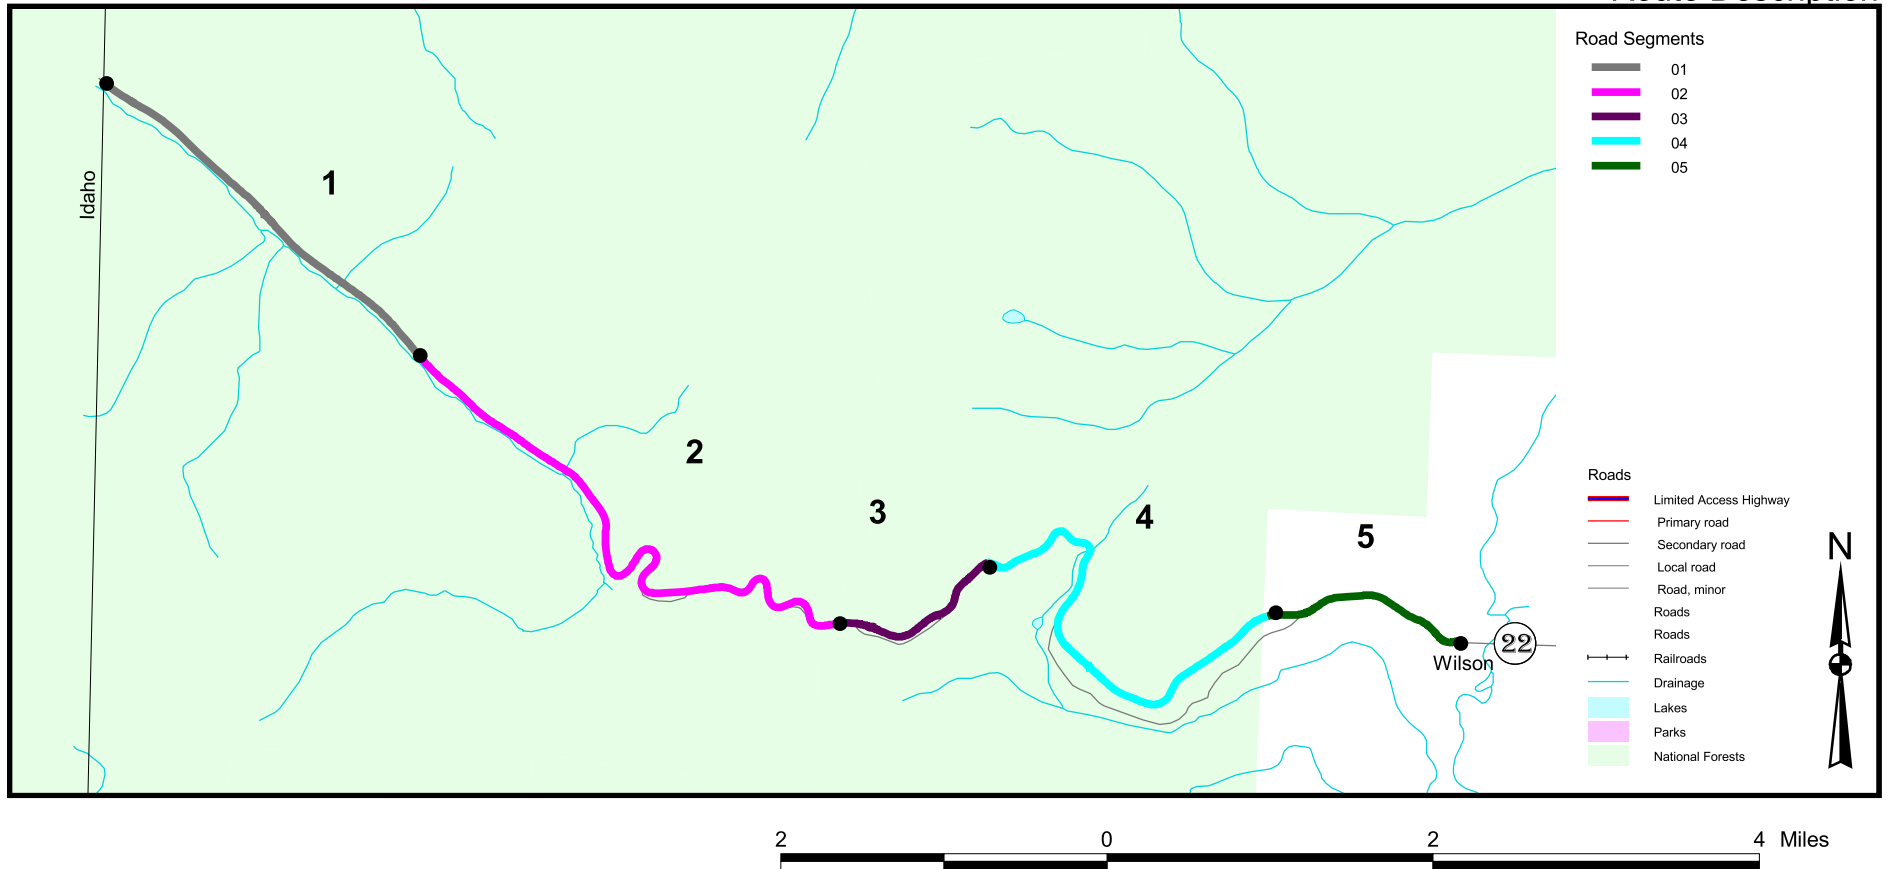 Route Description
Road Segments
01
02
03
04
05
Idaho
1
2
3
4
5
Wilson
22
Roads
Limited Access Highway
Primary road
Secondary road
Local road
Road, minor
Roads
Roads
Railroads
Drainage
Lakes
Parks
National Forests
N
2 0 2 4 Miles